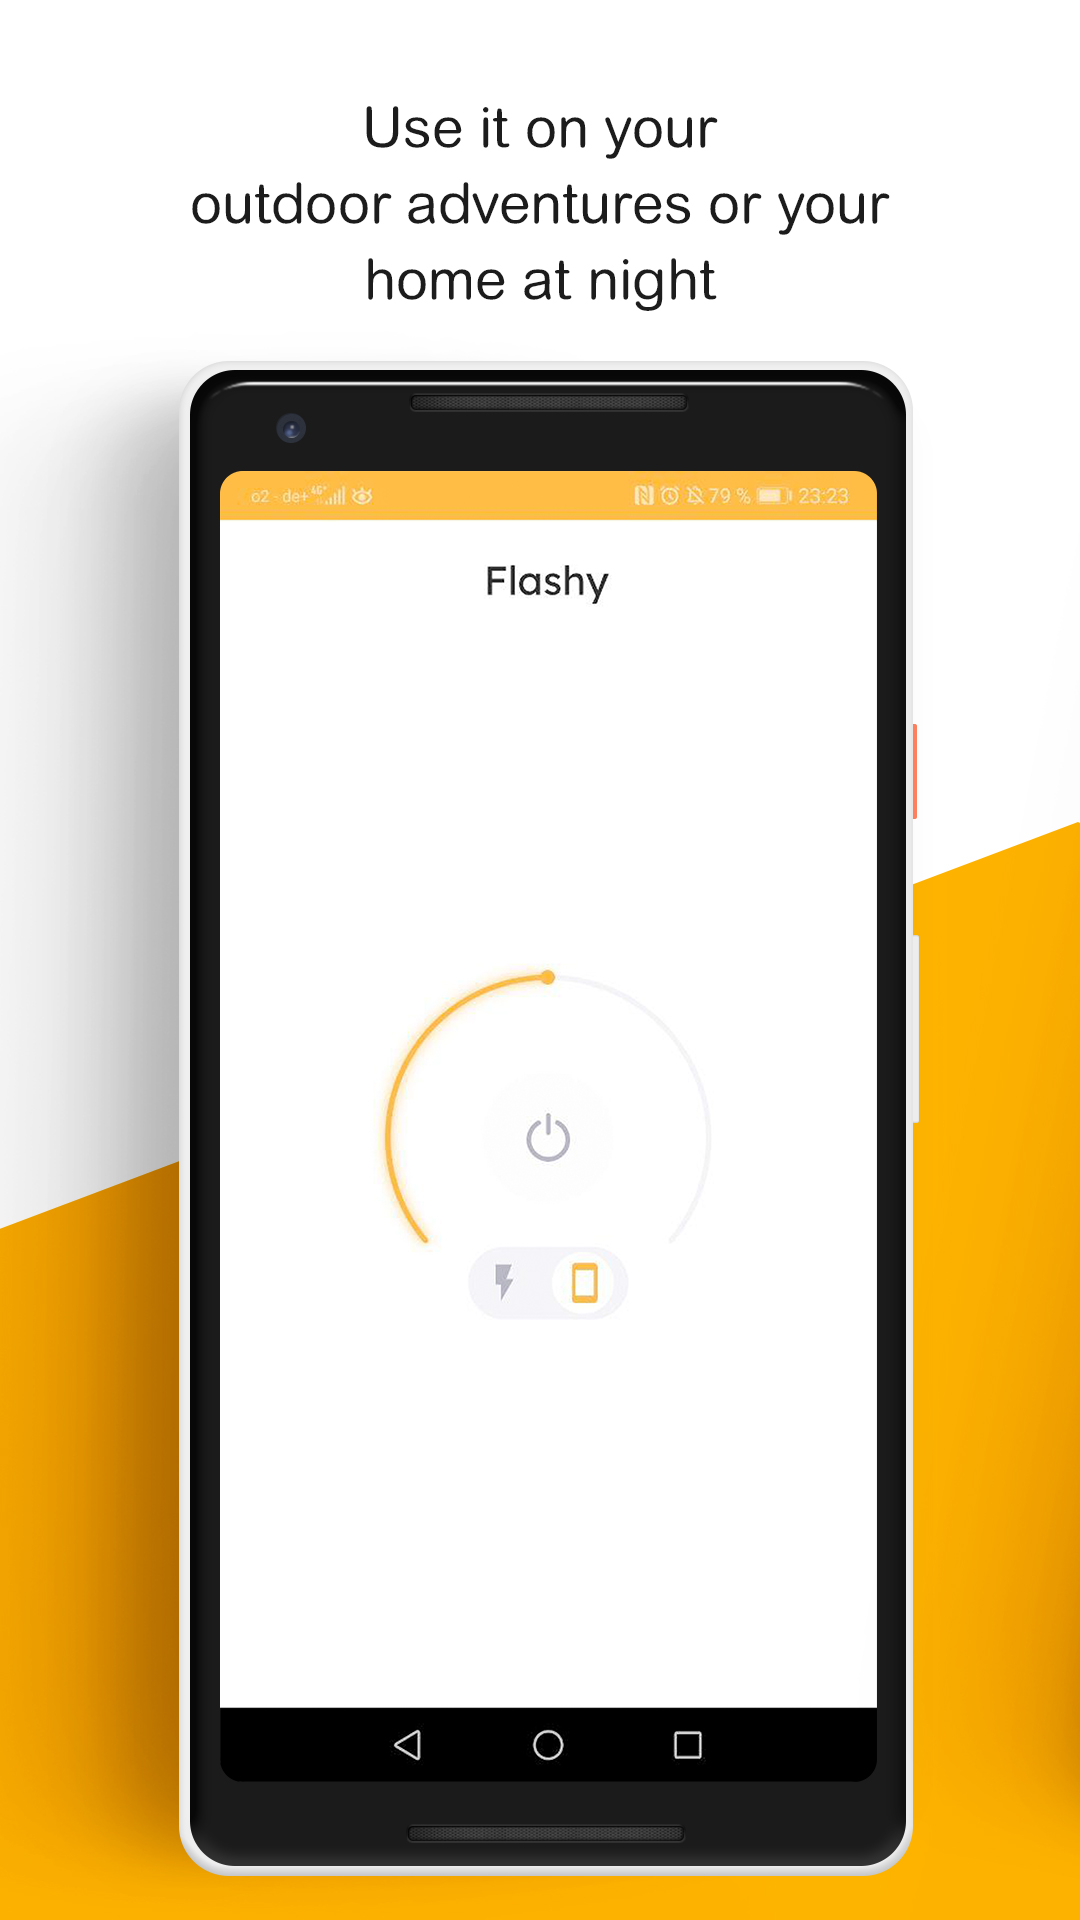 Use it on your
outdoor adventures or your
home at night
o2 - de+ 4G+ 79 % 23:23
Flashy